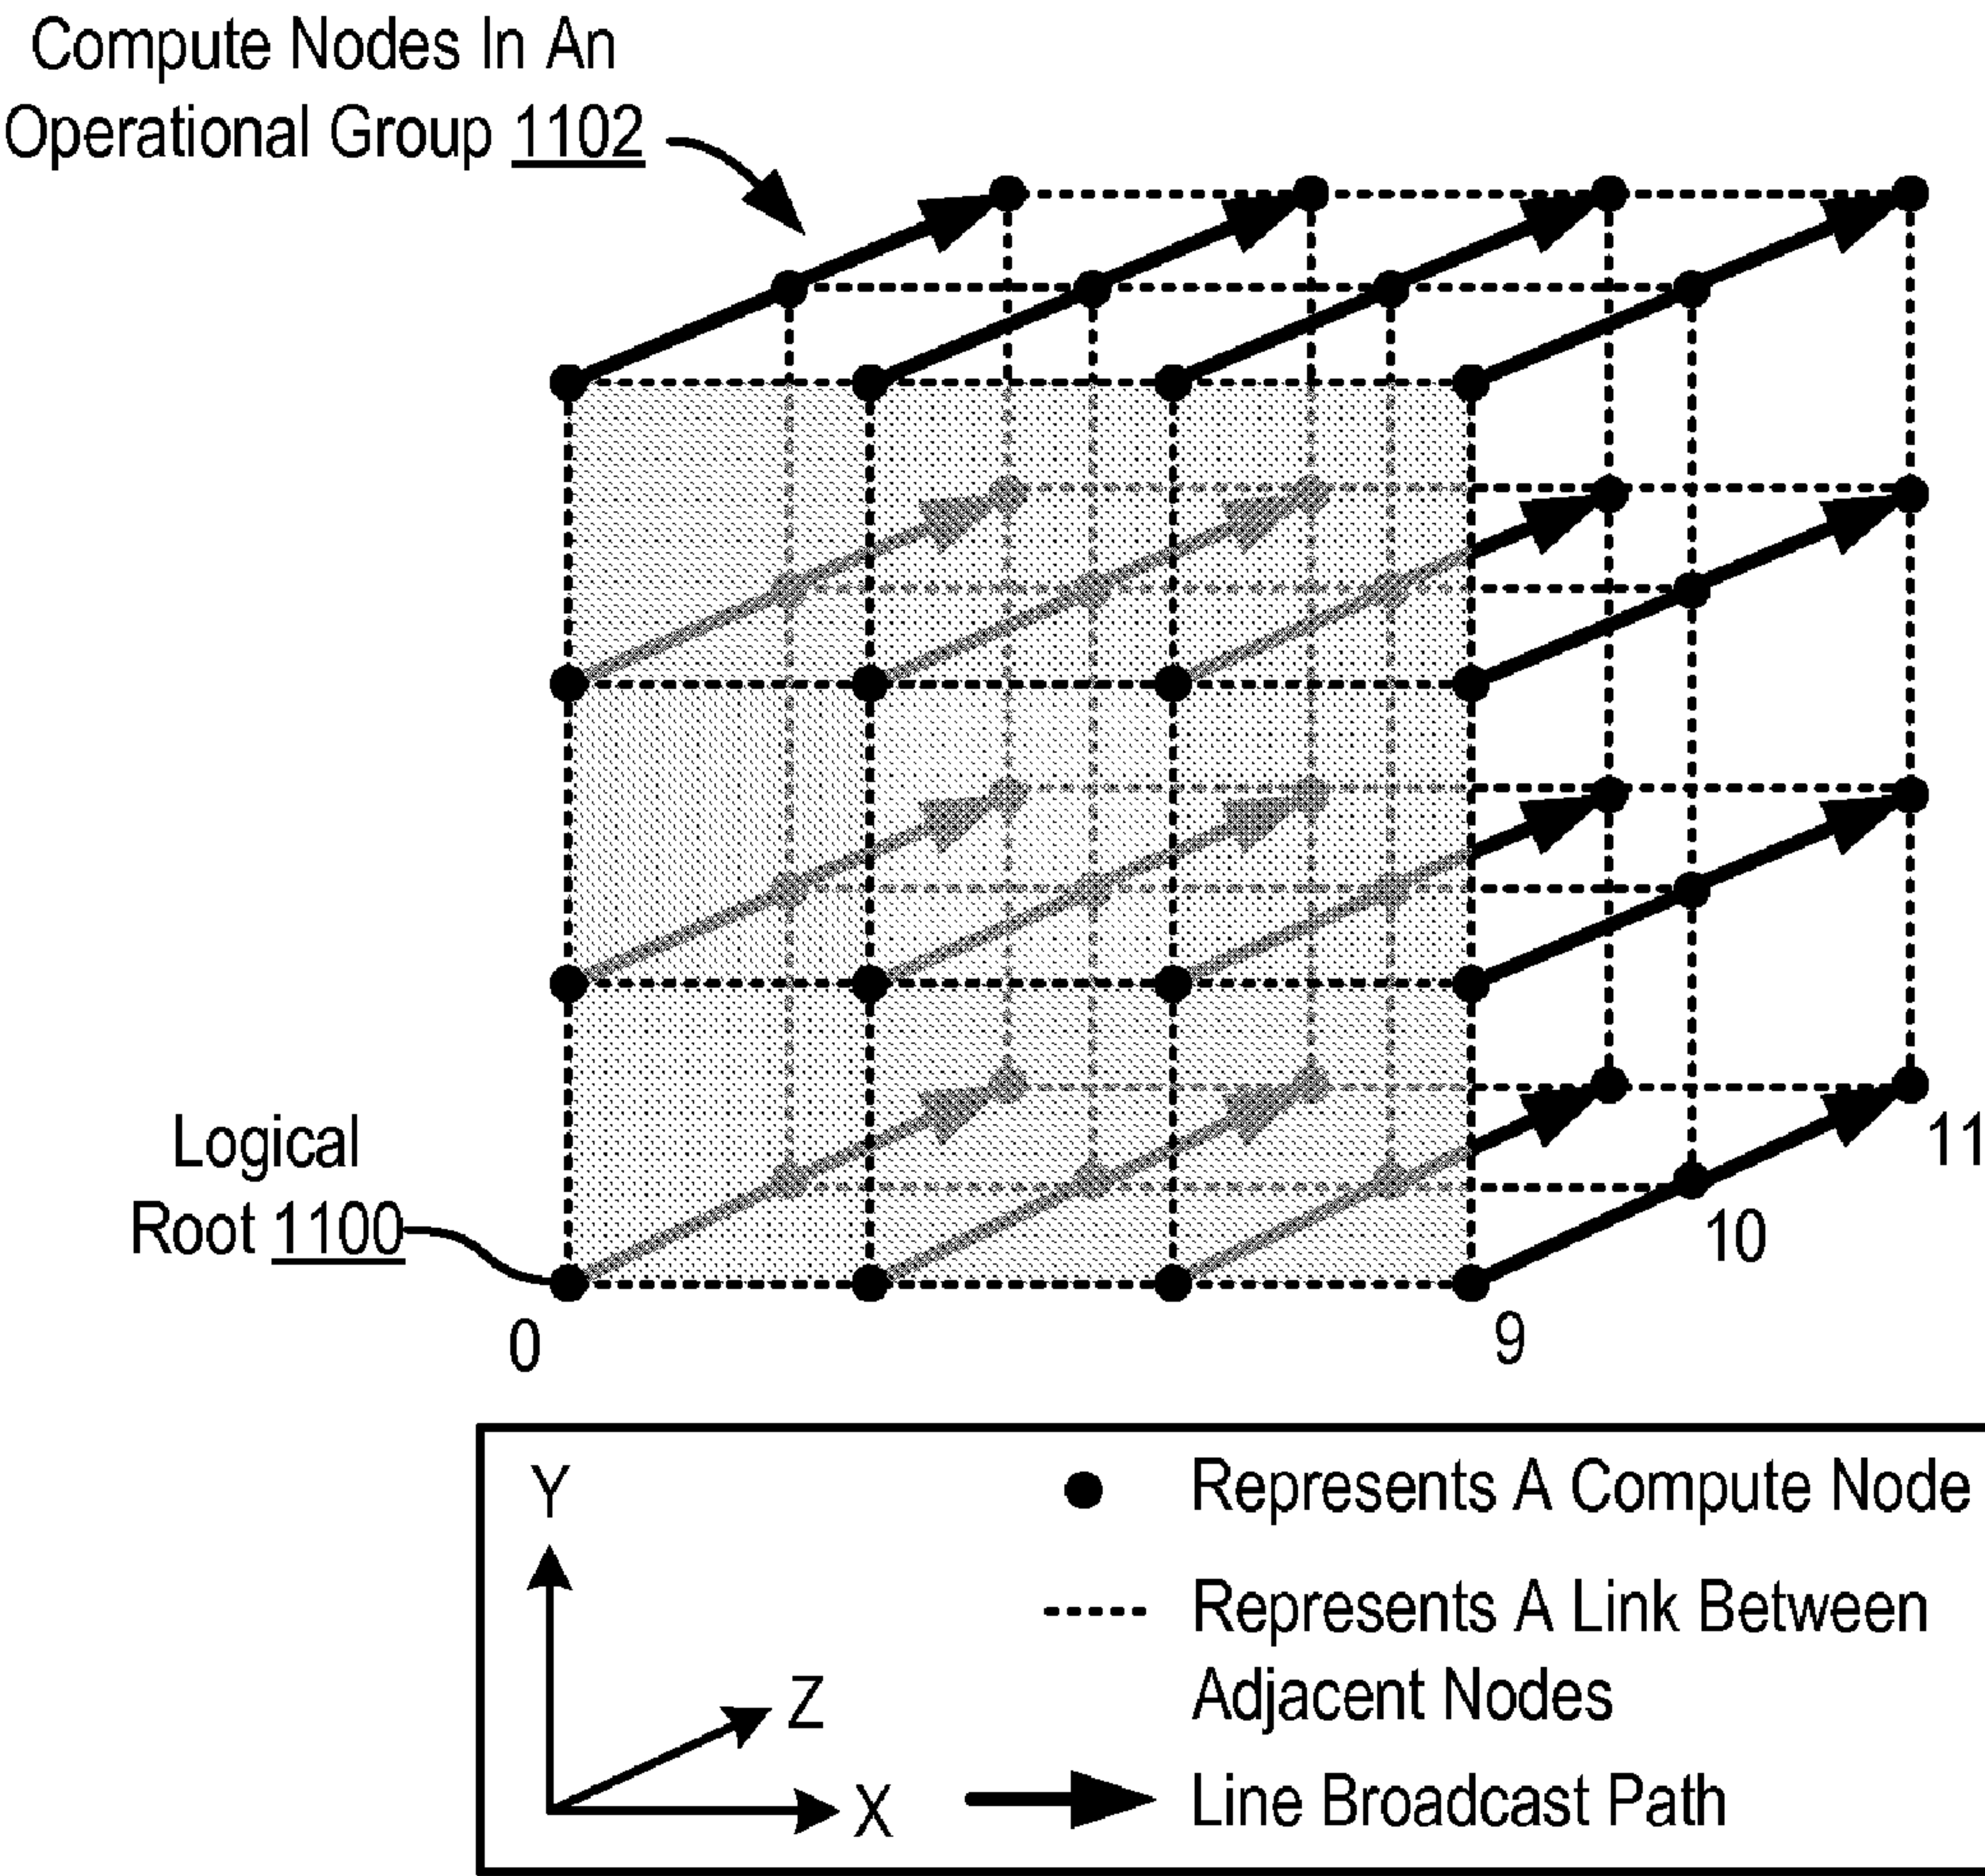 Compute Nodes In An
Operational Group 1102
Logical
Root 1100
11
10
0
9
Y
Z
X
Represents A Compute Node
Represents A Link Between
Adjacent Nodes
Line Broadcast Path